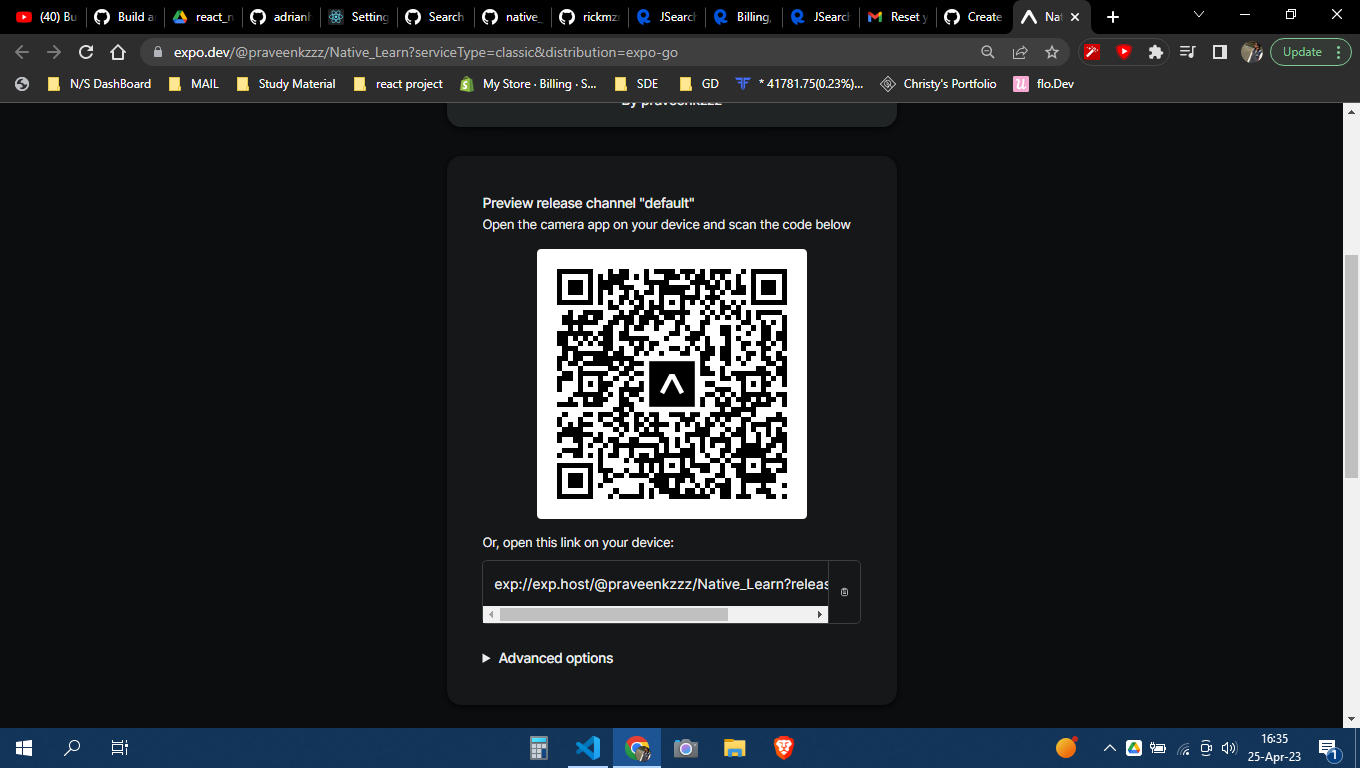 (40) Bu
Build a
react_n
adrianh
Setting
Search
native_
rickmz
JSearch
Billing,
JSearch
Reset y
Create
Nat
expo.dev/@praveenkzzz/Native_Learn?serviceType=classic&distribution=expo-go
Update
N/S DashBoard
MAIL
Study Material
react project
My Store · Billing · S...
SDE
GD
* 41781.75(0.23%)...
Christy's Portfolio
flo.Dev
By praveenkzzz
Preview release channel "default"
Open the camera app on your device and scan the code below
Or, open this link on your device:
exp://exp.host/@praveenkzzz/Native_Learn?releas
Advanced options
16:35
25-Apr-23
1